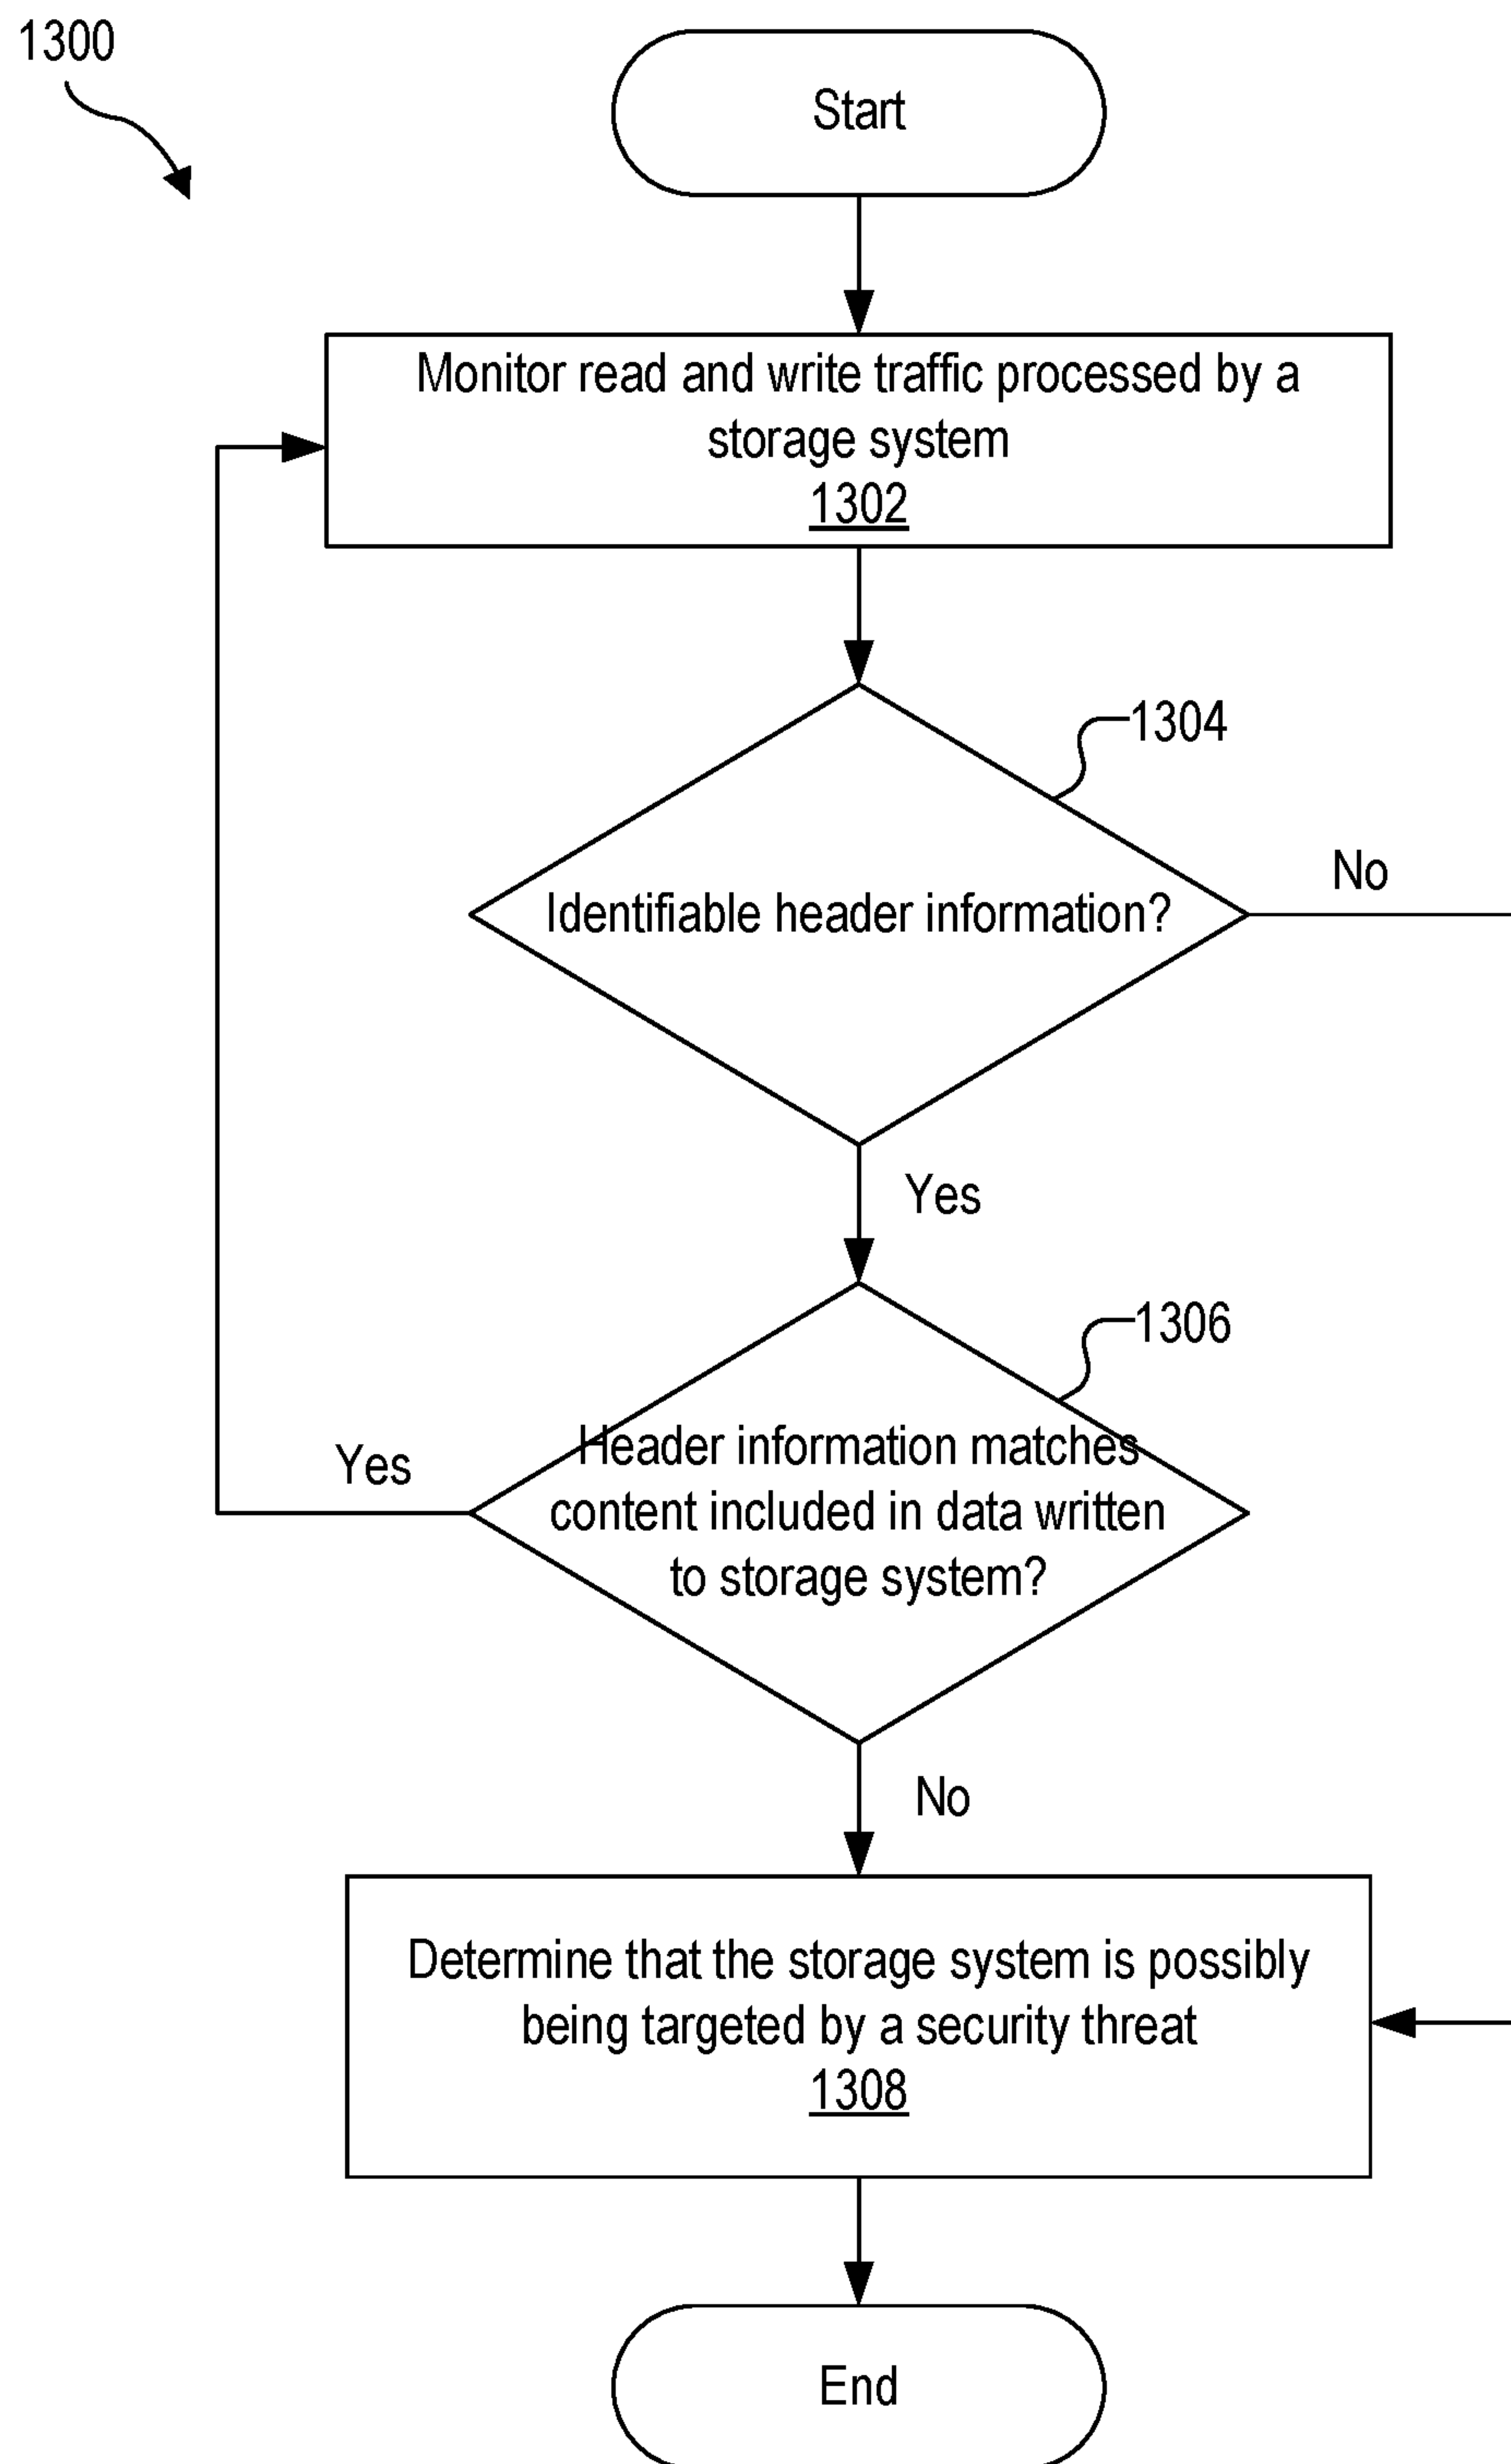 1300
Start
Monitor read and write traffic processed by a
storage system
1302
1304
Identifiable header information?
No
Yes
1306
Header information matches
content included in data written
to storage system?
Yes
No
Determine that the storage system is possibly
being targeted by a security threat
1308
End